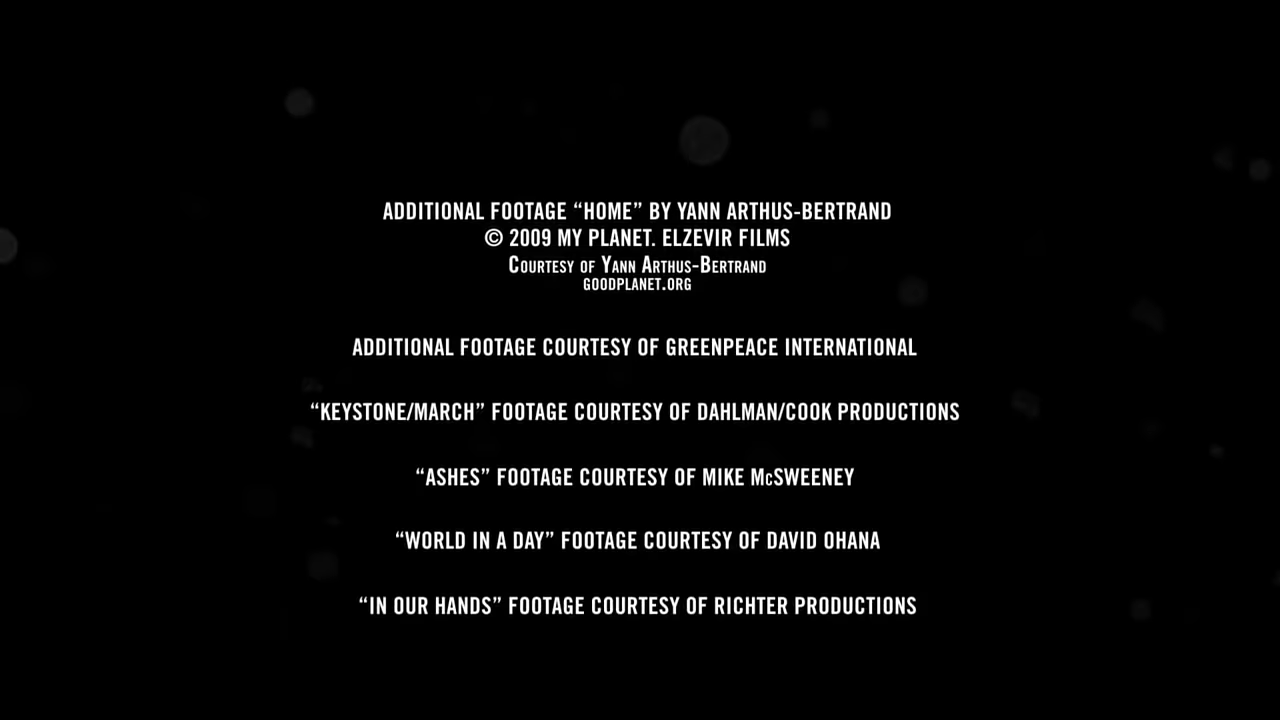 ADDITIONAL FOOTAGE “HOME” BY YANN ARTHUS-BERTRAND
© 2009 MY PLANET. ELZEVIR FILMS
COURTESY OF YANN ARTHUS-BERTRAND
GOODPLANET.ORG
ADDITIONAL FOOTAGE COURTESY OF GREENPEACE INTERNATIONAL
“KEYSTONE/MARCH” FOOTAGE COURTESY OF DAHLMAN/COOK PRODUCTIONS
“ASHES” FOOTAGE COURTESY OF MIKE McSWEENEY
“WORLD IN A DAY” FOOTAGE COURTESY OF DAVID OHANA
“IN OUR HANDS” FOOTAGE COURTESY OF RICHTER PRODUCTIONS